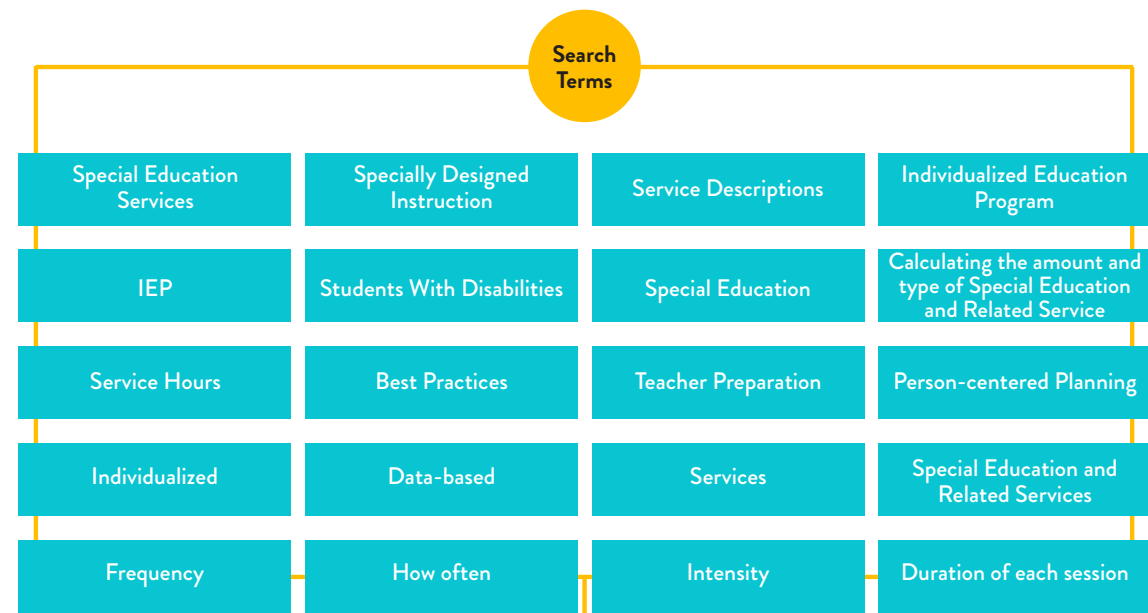 Search
Terms
Special Education
Services
Specially Designed
Instruction
Service Descriptions
Individualized Education
Program
IEP
Students With Disabilities
Special Education
Calculating the amount and
type of Special Education
and Related Service
Service Hours
Best Practices
Teacher Preparation
Person-centered Planning
Individualized
Data-based
Services
Special Education and
Related Services
Frequency
How often
Intensity
Duration of each session